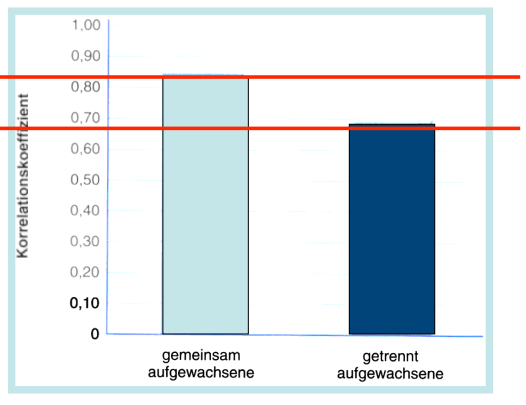 1,00
0,90
0,80
0,70
0,60
0,50
0,40
0,30
0,20
0,10
0
Korrelationskoeffizient
gemeinsam
aufgewachsene
getrennt
aufgewachsene